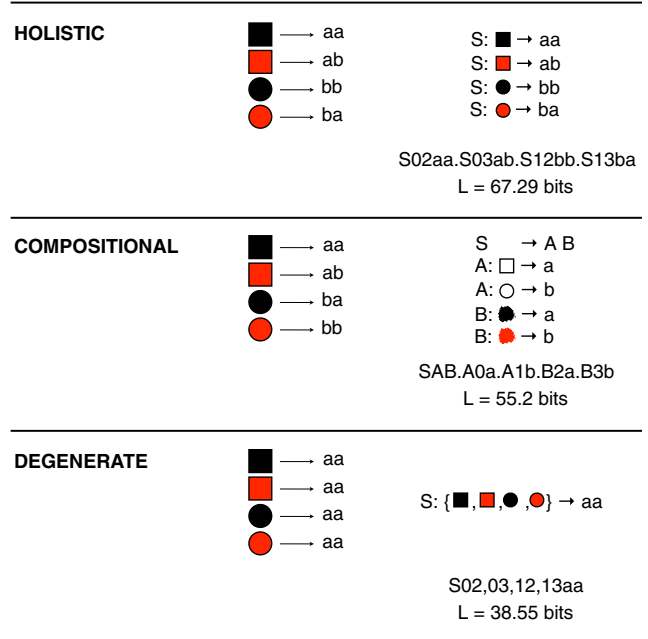 HOLISTIC
→ aa
→ ab
→ bb
→ ba
S: ■ → aa
S: ■ → ab
S: ● → bb
S: ● → ba
S02aa.S03ab.S12bb.S13ba
L = 67.29 bits
COMPOSITIONAL
→ aa
→ ab
→ ba
→ bb
S → A B
A: □ → a
A: ○ → b
B: → a
B: → b
SAB.A0a.A1b.B2a.B3b
L = 55.2 bits
DEGENERATE
→ aa
→ aa
→ aa
→ aa
S: {■,■,●,●} → aa
S02,03,12,13aa
L = 38.55 bits